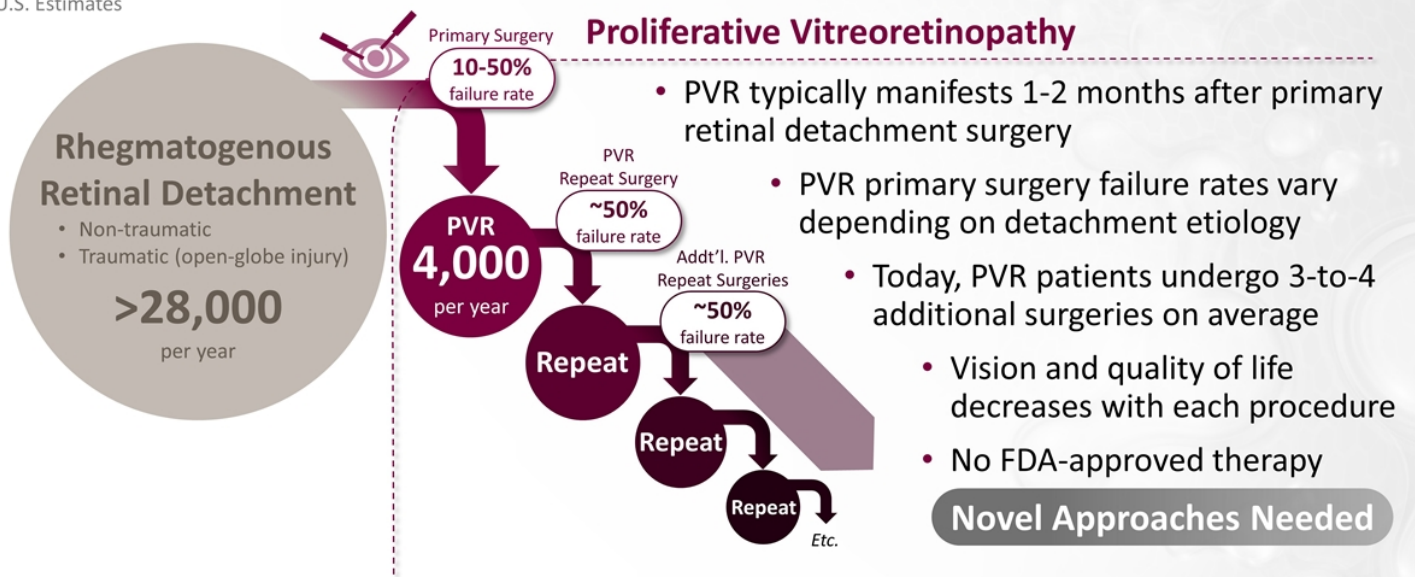 U.S. Estimates
Proliferative Vitreoretinopathy
Primary Surgery
10-50%
failure rate
Rhegmatogenous
Retinal Detachment
• Non-traumatic
• Traumatic (open-globe injury)
>28,000
per year
PVR
4,000
per year
PVR
Repeat Surgery
~50%
failure rate
Repeat
Addt'l. PVR
Repeat Surgeries
~50%
failure rate
Repeat
Repeat
Etc.
• PVR typically manifests 1-2 months after primary
retinal detachment surgery
• PVR primary surgery failure rates vary
depending on detachment etiology
• Today, PVR patients undergo 3-to-4
additional surgeries on average
• Vision and quality of life
decreases with each procedure
• No FDA-approved therapy
Novel Approaches Needed